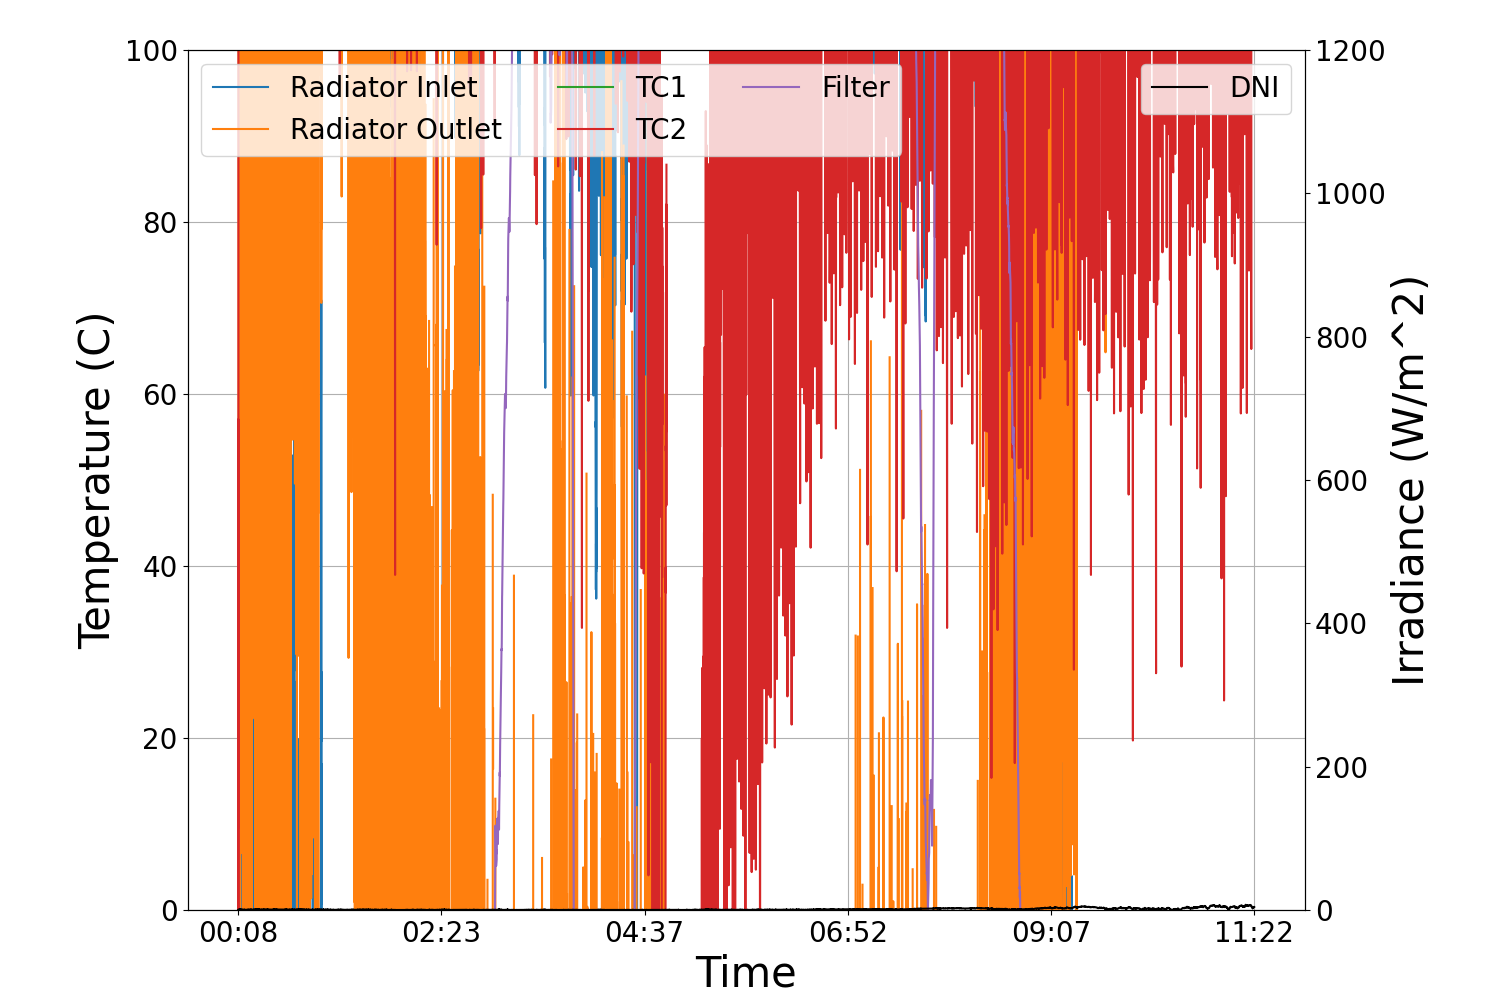 Radiator Inlet
Radiator Outlet
TC1
TC2
Filter
DNI
Temperature (C)
100
80
60
40
20
0
1200
1000
800
600
400
200
0
Irradiance (W/m^2)
00:08 02:23 04:37 06:52 09:07 11:22
Time